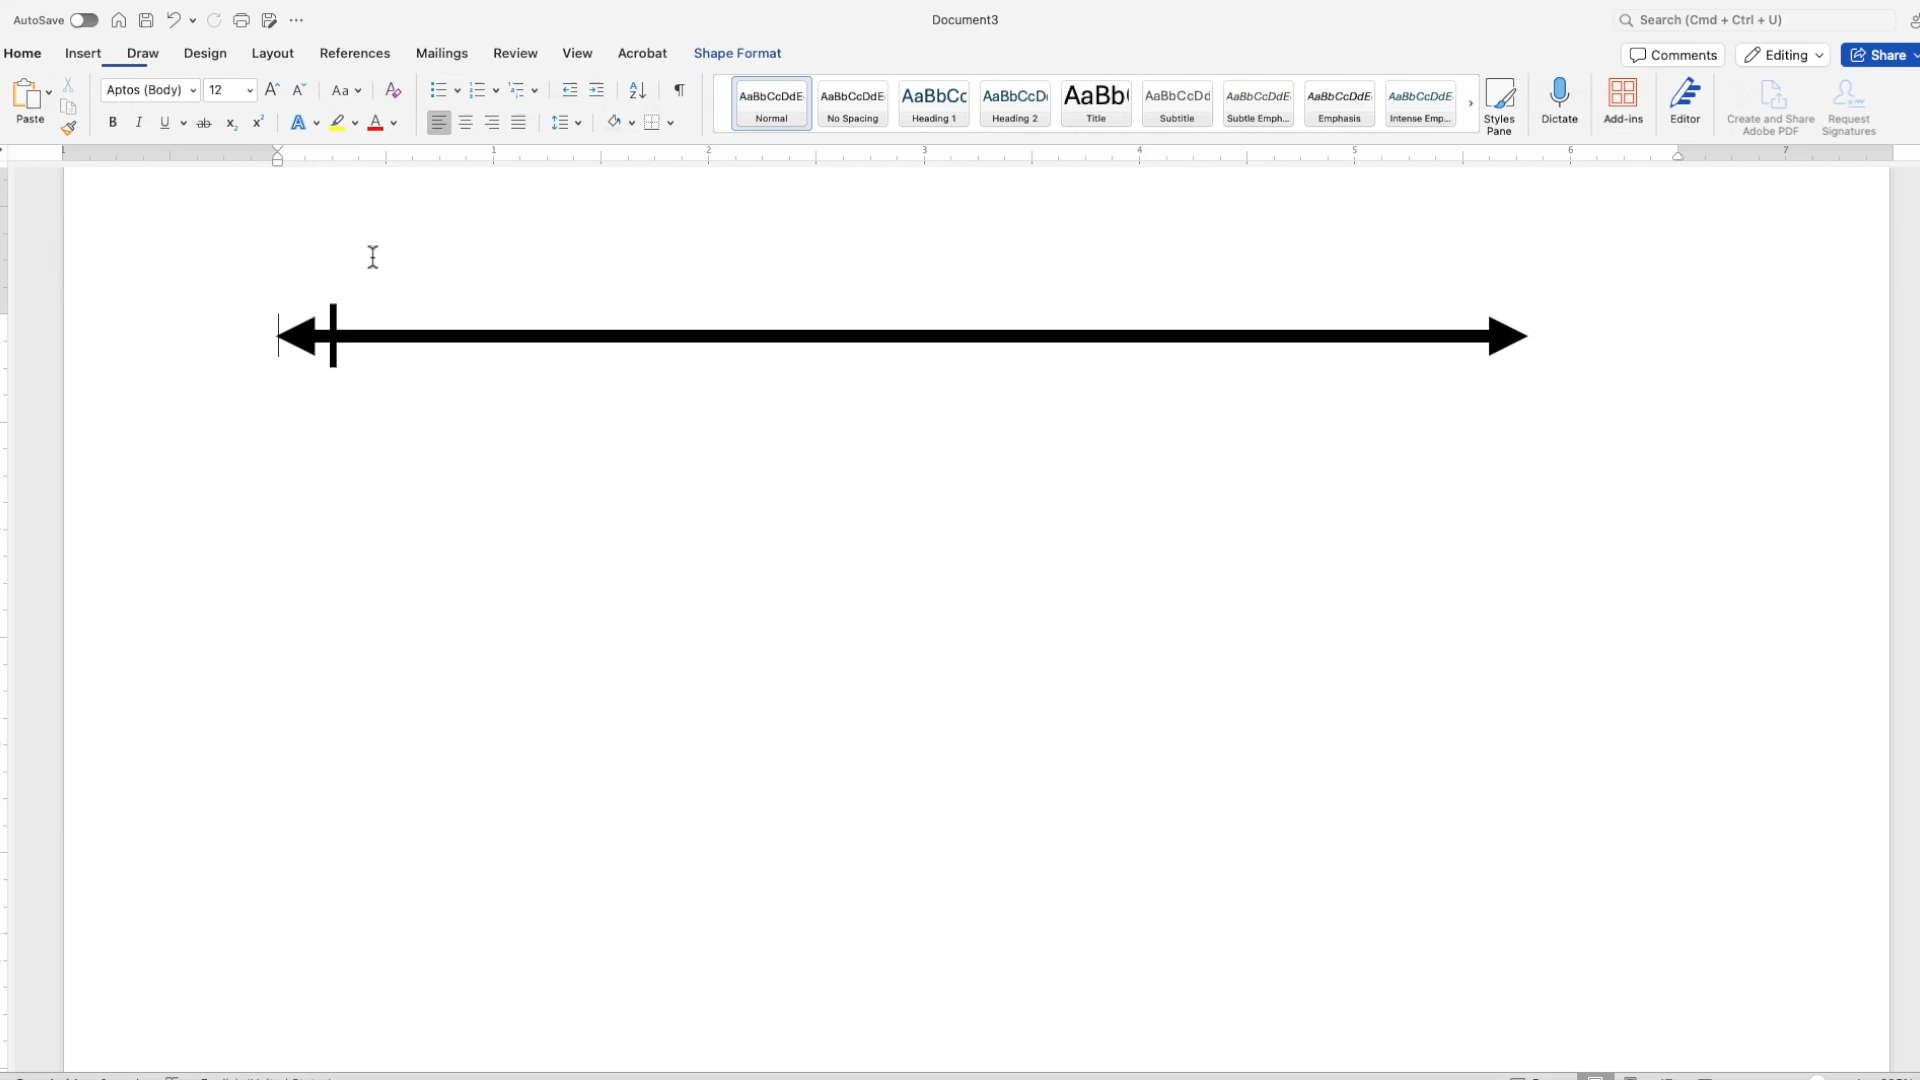 AutoSave
Document3
Search (Cmd + Ctrl + U)
Home Insert Draw Design Layout References Mailings Review View Acrobat Shape Format
Comments Editing Share
Paste
Aptos (Body) 12
AaBbCcDdE AaBbCcDdE AaBbCc AaBbCcD AaBb AaBbCcDd AaBbCcDdE AaBbCcDdE AaBbCcDdE
Normal No Spacing Heading 1 Heading 2 Title Subtitle Subtle Emph... Emphasis Intense Emp...
Styles Pane
Dictate
Add-ins
Editor
Create and Share Adobe PDF
Request Signatures
1 1 2 3 4 5 6 7